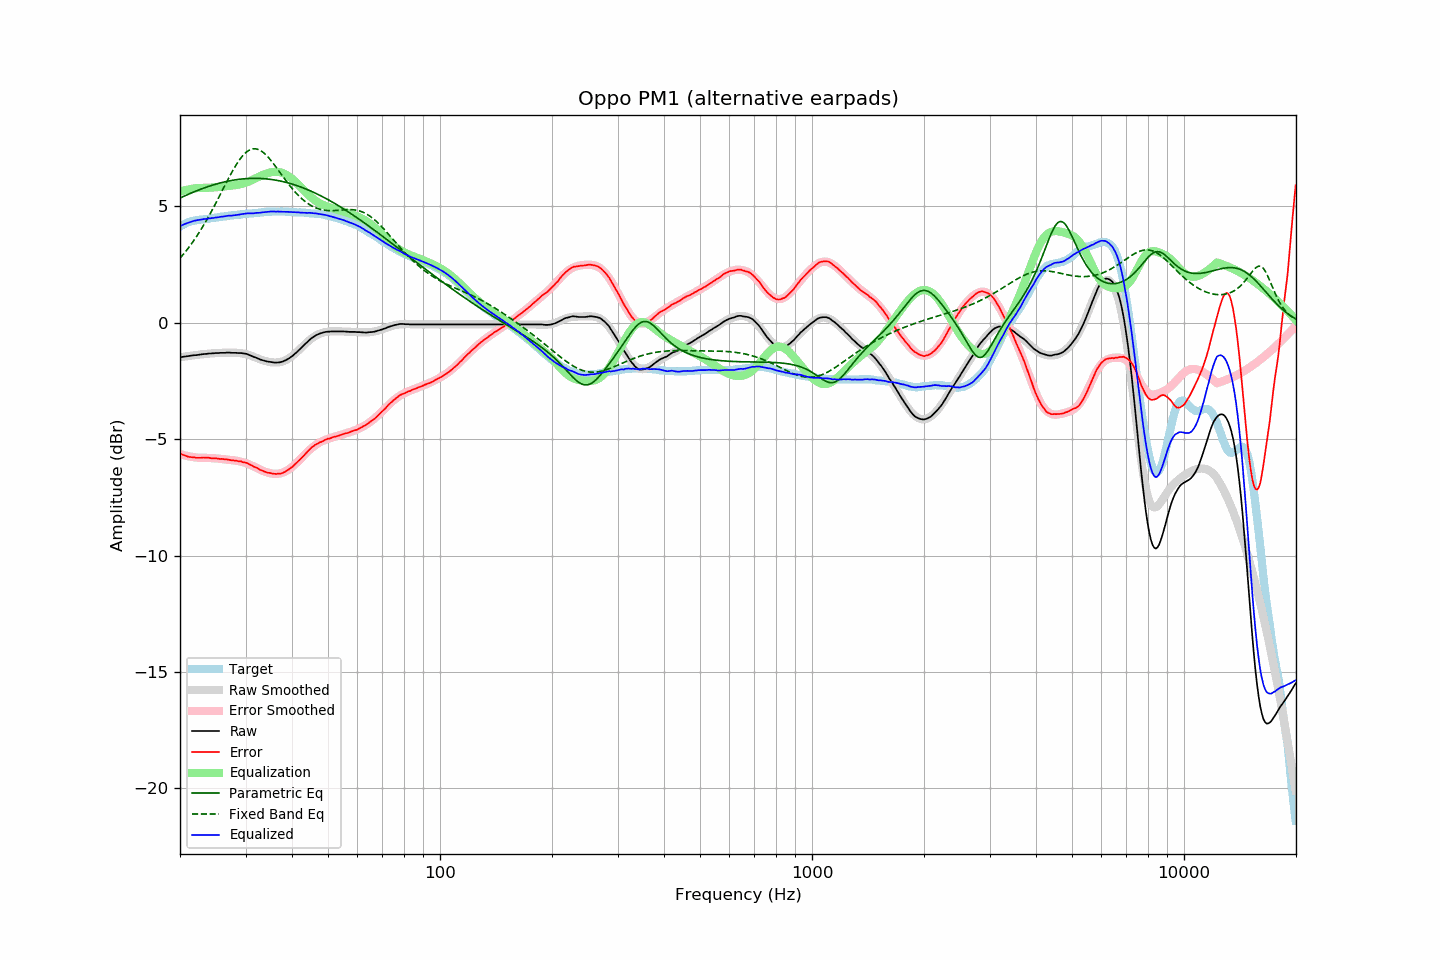 Oppo PM1 (alternative earpads)
Amplitude (dBr)
5
0
−5
−10
−15
−20
Target
Raw Smoothed
Error Smoothed
Raw
Error
Equalization
Parametric Eq
Fixed Band Eq
Equalized
100 1000 10000
Frequency (Hz)